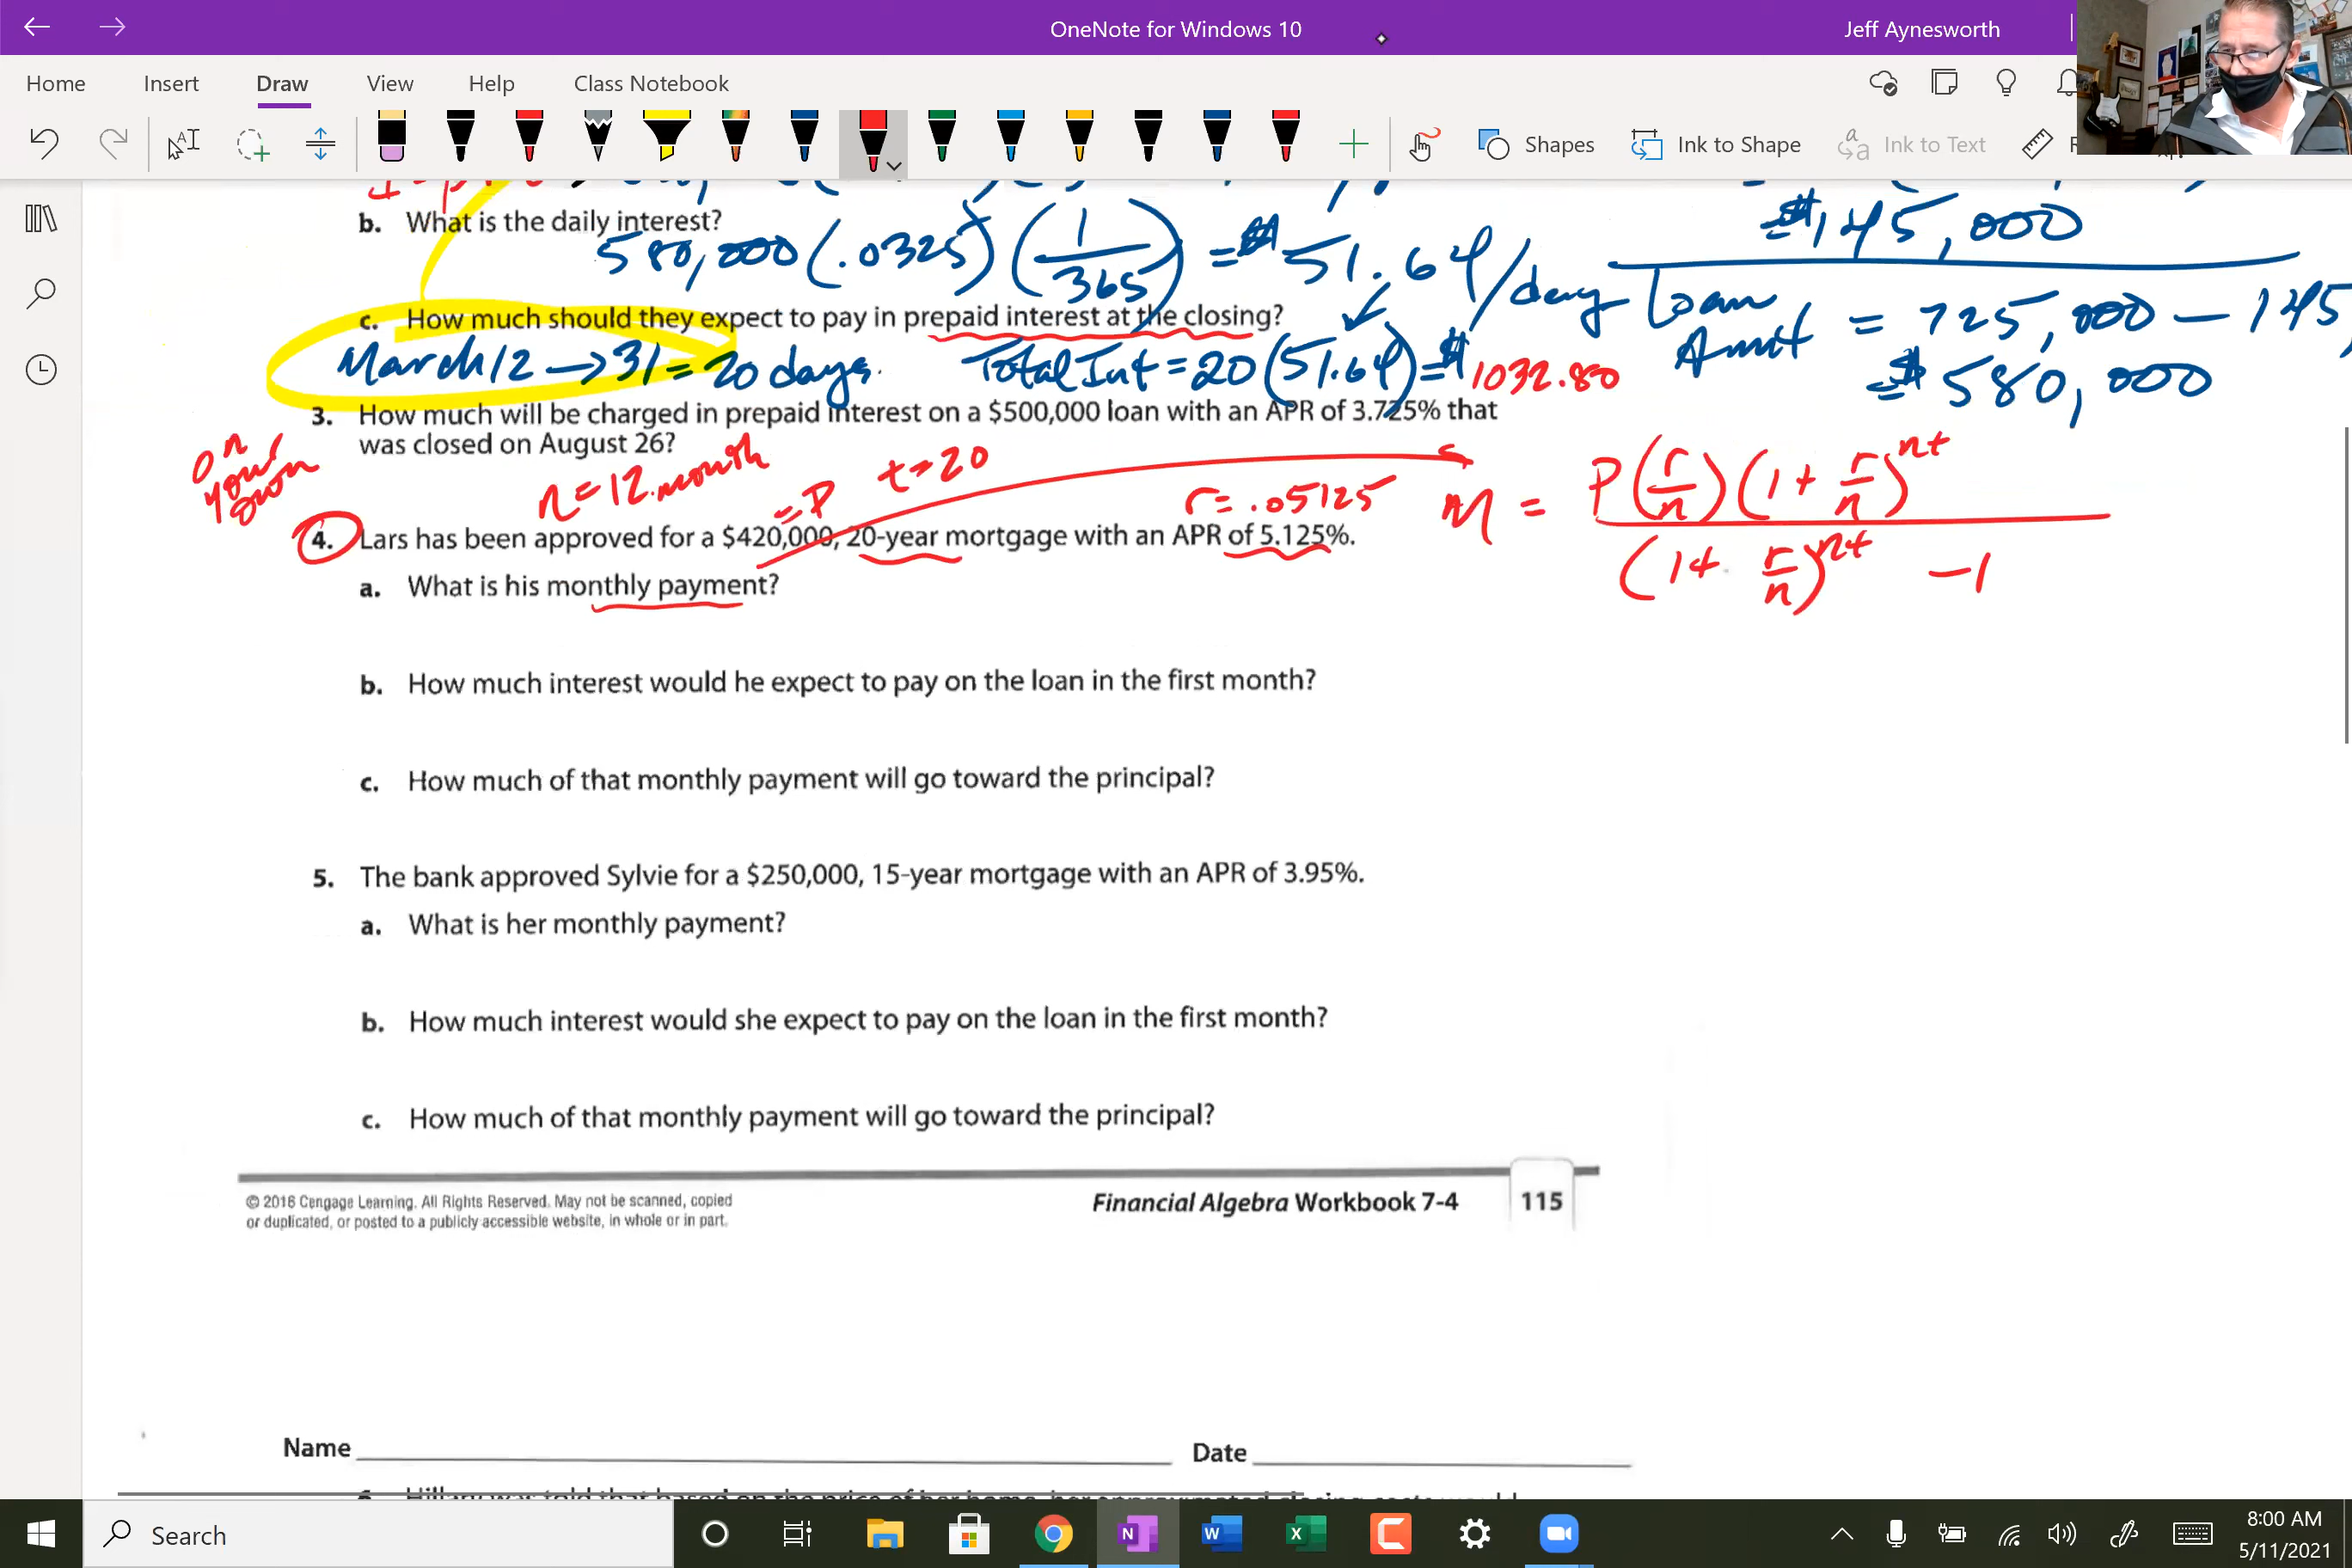 OneNote for Windows 10
Jeff Aynesworth
Home Insert Draw View Help Class Notebook
Shapes Ink to Shape Ink to Text
b. What is the daily interest?
580,000 (.0325) (1/365) = $51.64/day
= $145,000
c. How much should they expect to pay in prepaid interest at the closing?
Loan Amt = 725,000 – 145
= $580,000
March 12 → 31 = 20 days. Total Int = 20(51.64) = $1032.80
3. How much will be charged in prepaid interest on a $500,000 loan with an APR of 3.725% that
was closed on August 26?
On your own
n = 12 month = P t = 20 r = .05125
M = P(r/n)(1 + r/n)^nt
(1 + r/n)^nt – 1
4. Lars has been approved for a $420,000, 20-year mortgage with an APR of 5.125%.
a. What is his monthly payment?
b. How much interest would he expect to pay on the loan in the first month?
c. How much of that monthly payment will go toward the principal?
5. The bank approved Sylvie for a $250,000, 15-year mortgage with an APR of 3.95%.
a. What is her monthly payment?
b. How much interest would she expect to pay on the loan in the first month?
c. How much of that monthly payment will go toward the principal?
© 2018 Cengage Learning. All Rights Reserved. May not be scanned, copied
or duplicated, or posted to a publicly accessible website, in whole or in part.
Financial Algebra Workbook 7-4 115
Name Date
Search
8:00 AM
5/11/2021